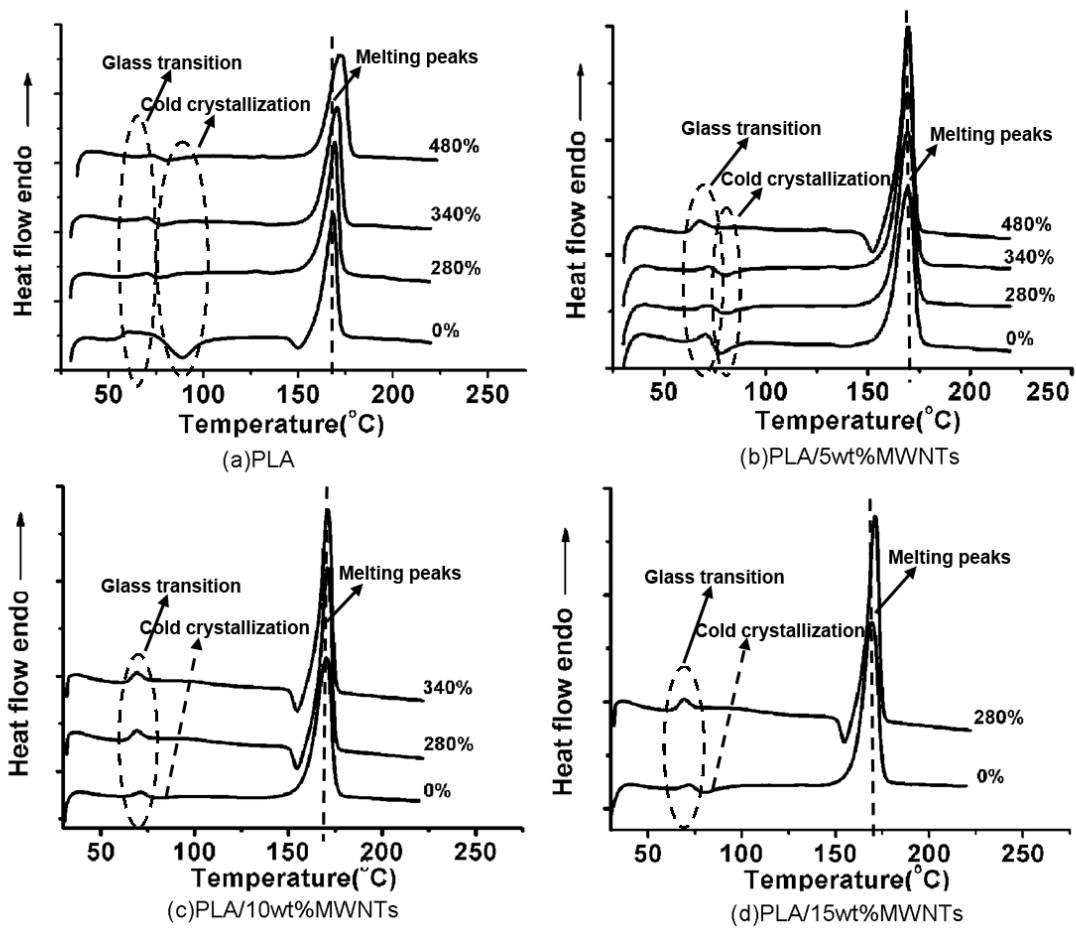 Heat flow endo
Glass transition
Melting peaks
Cold crystallization
480%
340%
280%
0%
50 100 150 200 250
Temperature(°C)
(a)PLA
Heat flow endo
Glass transition
Melting peaks
Cold crystallization
480%
340%
280%
0%
50 100 150 200 250
Temperature(°C)
(b)PLA/5wt%MWNTs
Heat flow endo
Glass transition
Melting peaks
Cold crystallization
340%
280%
0%
50 100 150 200 250
Temperature(°C)
(c)PLA/10wt%MWNTs
Heat flow endo
Glass transition
Melting peaks
Cold crystallization
280%
0%
50 100 150 200 250
Temperature(°C)
(d)PLA/15wt%MWNTs